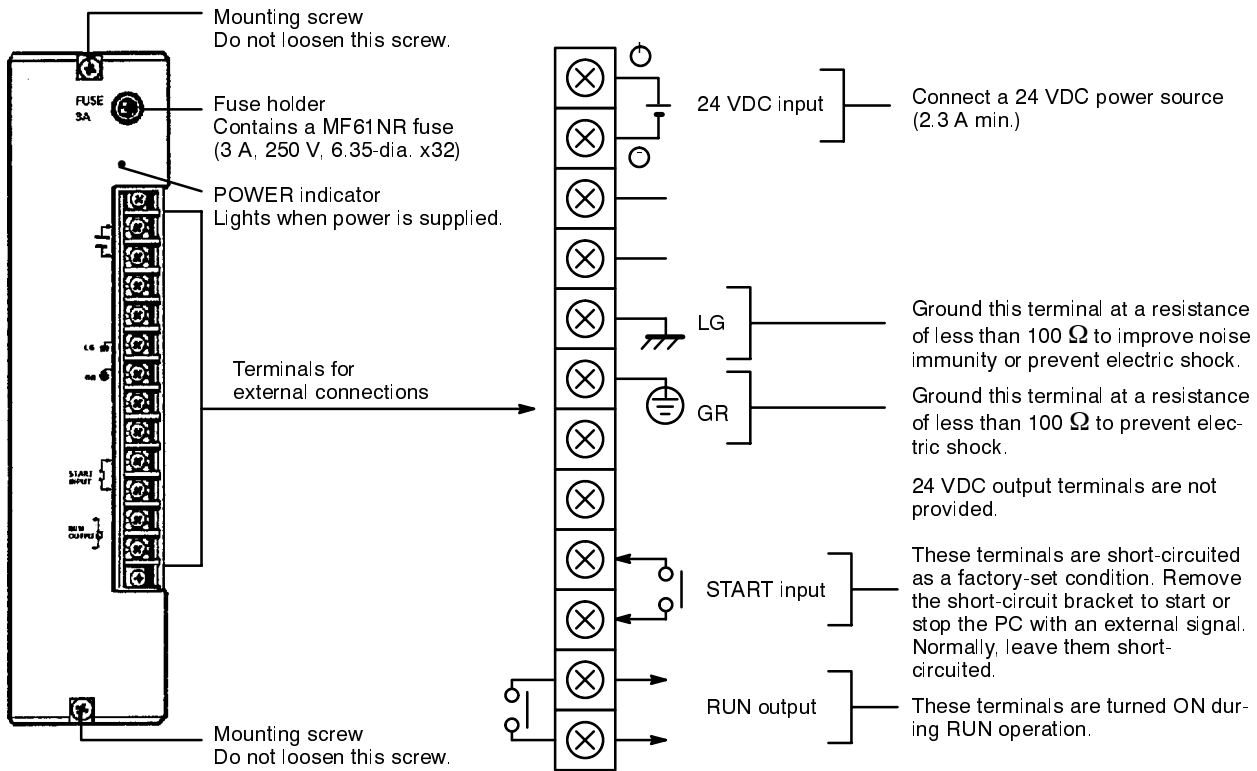 Mounting screw
Do not loosen this screw.
FUSE
3A
Fuse holder
Contains a MF61NR fuse
(3 A, 250 V, 6.35-dia. x32)
POWER indicator
Lights when power is supplied.
LG
GR
START
INPUT
RUN
OUTPUT
Terminals for
external connections
Mounting screw
Do not loosen this screw.
+
24 VDC input
−
Connect a 24 VDC power source
(2.3 A min.)
LG
Ground this terminal at a resistance
of less than 100 Ω to improve noise
immunity or prevent electric shock.
GR
Ground this terminal at a resistance
of less than 100 Ω to prevent elec-
tric shock.
24 VDC output terminals are not
provided.
START input
These terminals are short-circuited
as a factory-set condition. Remove
the short-circuit bracket to start or
stop the PC with an external signal.
Normally, leave them short-
circuited.
RUN output
These terminals are turned ON dur-
ing RUN operation.